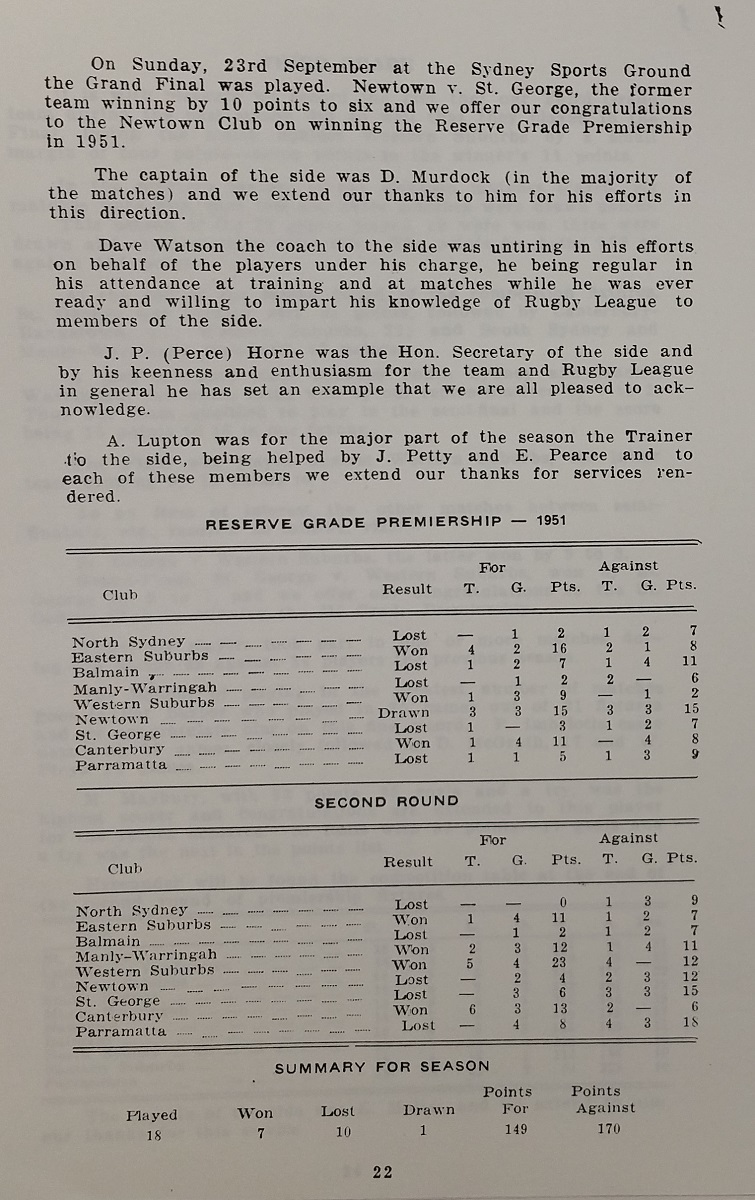 On Sunday, 23rd September at the Sydney Sports Ground
the Grand Final was played. Newtown v. St. George, the former
team winning by 10 points to six and we offer our congratulations
to the Newtown Club on winning the Reserve Grade Premiership
in 1951.
The captain of the side was D. Murdock (in the majority of
the matches) and we extend our thanks to him for his efforts in
this direction.
Dave Watson the coach to the side was untiring in his efforts
on behalf of the players under his charge, he being regular in
his attendance at training and at matches while he was ever
ready and willing to impart his knowledge of Rugby League to
members of the side.
J. P. (Perce) Horne was the Hon. Secretary of the side and
by his keenness and enthusiasm for the team and Rugby League
in general he has set an example that we are all pleased to ack-
nowledge.
A. Lupton was for the major part of the season the Trainer
to the side, being helped by J. Petty and E. Pearce and to
each of these members we extend our thanks for services ren-
dered.
RESERVE GRADE PREMIERSHIP — 1951
For Against
Club Result T. G. Pts. T. G. Pts.
North Sydney Lost — 1 2 1 2 7
Eastern Suburbs Won 4 2 16 2 1 8
Balmain Lost 1 2 7 1 4 11
Manly-Warringah Lost — 1 2 2 — 6
Western Suburbs Won 1 3 9 — 1 2
Newtown Drawn 3 3 15 3 3 15
St. George Lost 1 — 3 1 2 7
Canterbury Won 1 4 11 — 4 8
Parramatta Lost 1 1 5 1 3 9
SECOND ROUND
For Against
Club Result T. G. Pts. T. G. Pts.
North Sydney Lost — — 0 1 3 9
Eastern Suburbs Won 1 4 11 1 2 7
Balmain Lost — 1 2 1 2 7
Manly-Warringah Won 2 3 12 1 4 11
Western Suburbs Won 5 4 23 4 — 12
Newtown Lost — 2 4 2 3 12
St. George Lost — 3 6 3 3 15
Canterbury Won 6 3 13 2 — 6
Parramatta Lost — 4 8 4 3 18
SUMMARY FOR SEASON
Points Points
Played Won Lost Drawn For Against
18 7 10 1 149 170
22